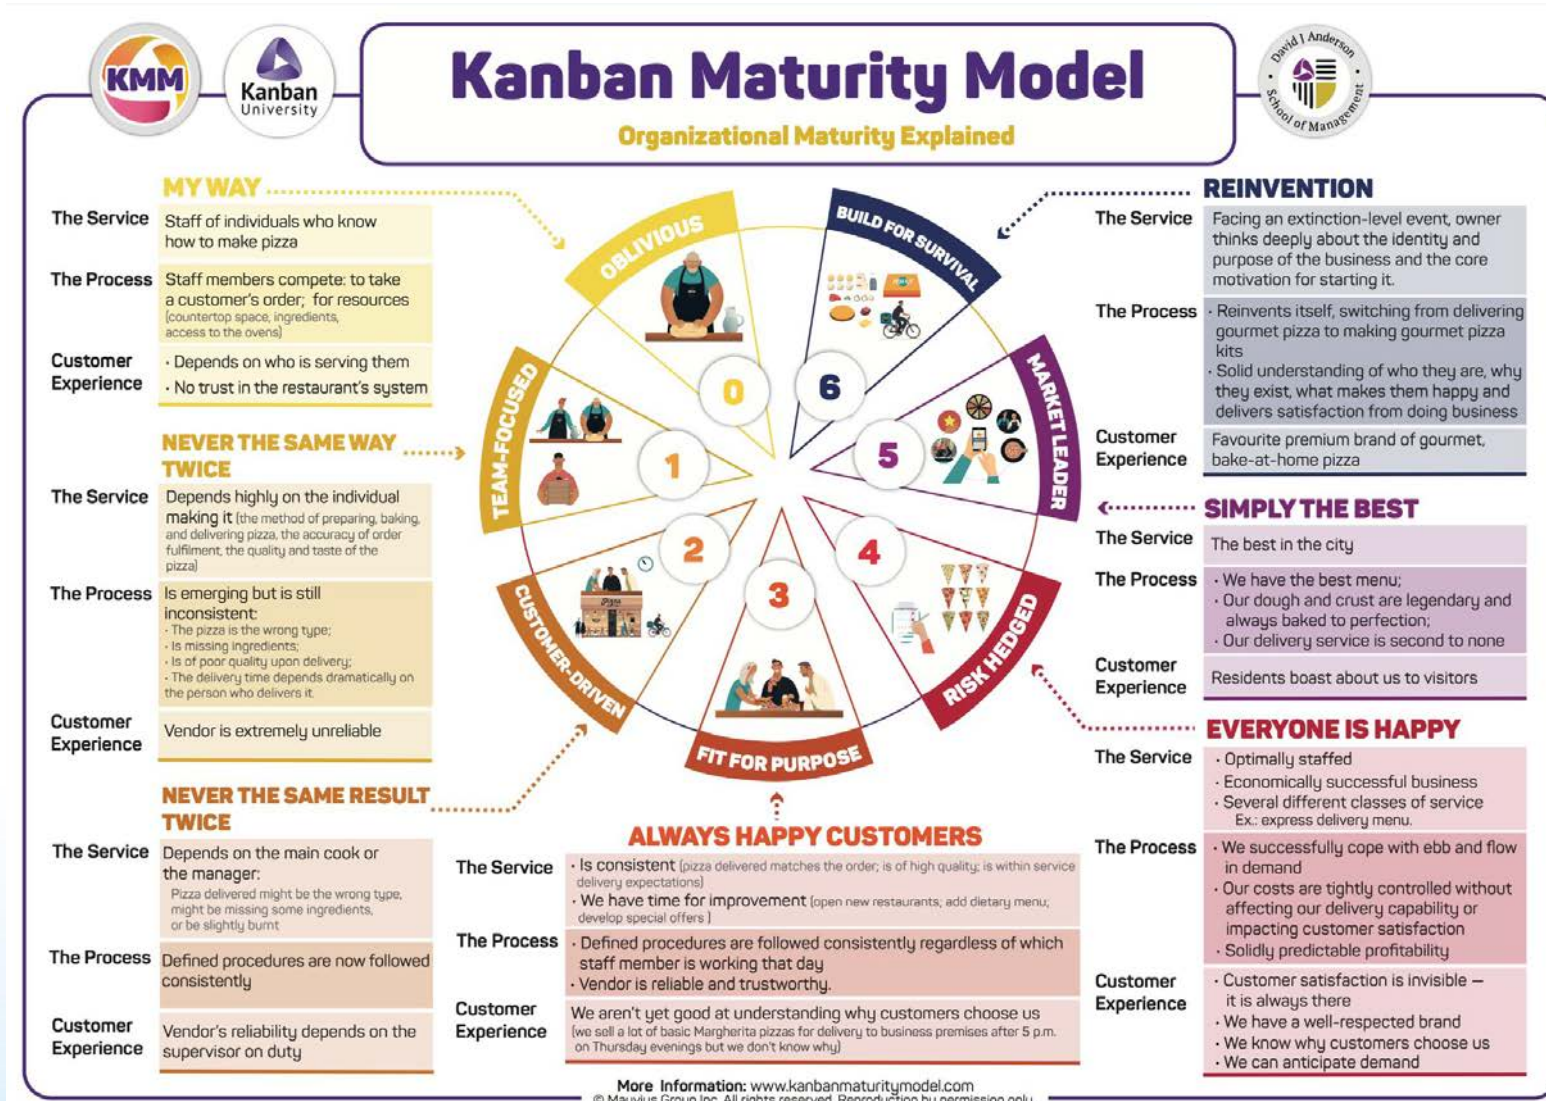 KMM
Kanban
University
Kanban Maturity Model
Organizational Maturity Explained
David J Anderson
School of Management
MY WAY
The Service
Staff of individuals who know
how to make pizza
The Process
Staff members compete: to take
a customer's order; for resources
(countertop space, ingredients,
access to the ovens)
Customer
Experience
· Depends on who is serving them
· No trust in the restaurant's system
NEVER THE SAME WAY
TWICE
The Service
Depends highly on the individual
making it (the method of preparing, baking,
and delivering pizza, the accuracy of order
fulfilment, the quality and taste of the
pizza)
The Process
Is emerging but is still
inconsistent:
· The pizza is the wrong type;
· Is missing ingredients;
· Is of poor quality upon delivery;
· The delivery time depends dramatically on
the person who delivers it
Customer
Experience
Vendor is extremely unreliable
NEVER THE SAME RESULT
TWICE
The Service
Depends on the main cook or
the manager:
Pizza delivered might be the wrong type,
might be missing some ingredients,
or be slightly burnt
The Process
Defined procedures are now followed
consistently
Customer
Experience
Vendor's reliability depends on the
supervisor on duty
OBLIVIOUS
0
TEAM-FOCUSED
1
CUSTOMER-DRIVEN
2
Pizza
FIT FOR PURPOSE
3
RISK HEDGED
4
MARKET LEADER
5
BUILD FOR SURVIVAL
6
ALWAYS HAPPY CUSTOMERS
The Service
· Is consistent (pizza delivered matches the order; is of high quality; is within service
delivery expectations)
· We have time for improvement (open new restaurants; add dietary menu;
develop special offers )
The Process
· Defined procedures are followed consistently regardless of which
staff member is working that day
· Vendor is reliable and trustworthy.
Customer
Experience
We aren't yet good at understanding why customers choose us
(we sell a lot of basic Margherita pizzas for delivery to business premises after 5 p.m.
on Thursday evenings but we don't know why)
REINVENTION
The Service
Facing an extinction-level event, owner
thinks deeply about the identity and
purpose of the business and the core
motivation for starting it.
The Process
· Reinvents itself, switching from delivering
gourmet pizza to making gourmet pizza
kits
· Solid understanding of who they are, why
they exist, what makes them happy and
delivers satisfaction from doing business
Customer
Experience
Favourite premium brand of gourmet,
bake-at-home pizza
SIMPLY THE BEST
The Service
The best in the city
The Process
· We have the best menu;
· Our dough and crust are legendary and
always baked to perfection;
· Our delivery service is second to none
Customer
Experience
Residents boast about us to visitors
EVERYONE IS HAPPY
The Service
· Optimally staffed
· Economically successful business
· Several different classes of service
Ex.: express delivery menu.
The Process
· We successfully cope with ebb and flow
in demand
· Our costs are tightly controlled without
affecting our delivery capability or
impacting customer satisfaction
· Solidly predictable profitability
Customer
Experience
· Customer satisfaction is invisible —
it is always there
· We have a well-respected brand
· We know why customers choose us
· We can anticipate demand
More Information: www.kanbanmaturitymodel.com
© Mauvius Group Inc. All rights reserved. Reproduction by permission only